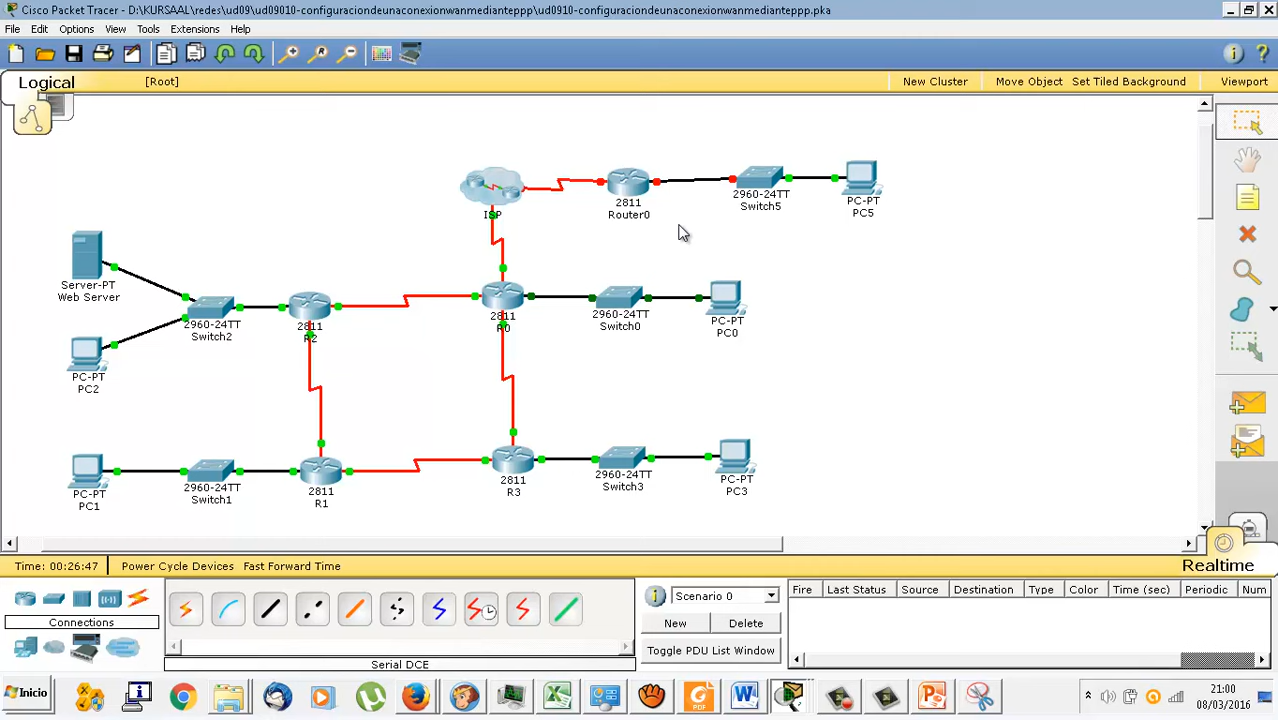 Cisco Packet Tracer - D:\KURSAAL\redes\ud09\ud09010-configuraciondeunaconexionwanmedianteppp\ud0910-configuraciondeunaconexionwanmedianteppp.pka
File Edit Options View Tools Extensions Help
Logical [Root] New Cluster Move Object Set Tiled Background Viewport
ISP
2811
Router0
2960-24TT
Switch5
PC-PT
PC5
Server-PT
Web Server
2960-24TT
Switch2
2811
R2
2811
R0
2960-24TT
Switch0
PC-PT
PC0
PC-PT
PC2
PC-PT
PC1
2960-24TT
Switch1
2811
R1
2811
R3
2960-24TT
Switch3
PC-PT
PC3
Realtime
Time: 00:26:47 Power Cycle Devices Fast Forward Time
Connections
Serial DCE
Scenario 0
New Delete
Toggle PDU List Window
Fire Last Status Source Destination Type Color Time (sec) Periodic Num
Inicio
21:00
08/03/2016